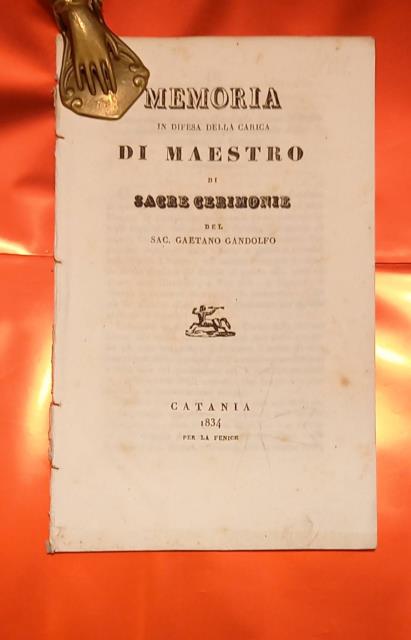 MEMORIA
IN DIFESA DELLA CARICA
DI MAESTRO
DI
SACRE CERIMONIE
DEL
SAC. GAETANO GANDOLFO
CATANIA
1834
PER LA FENICE